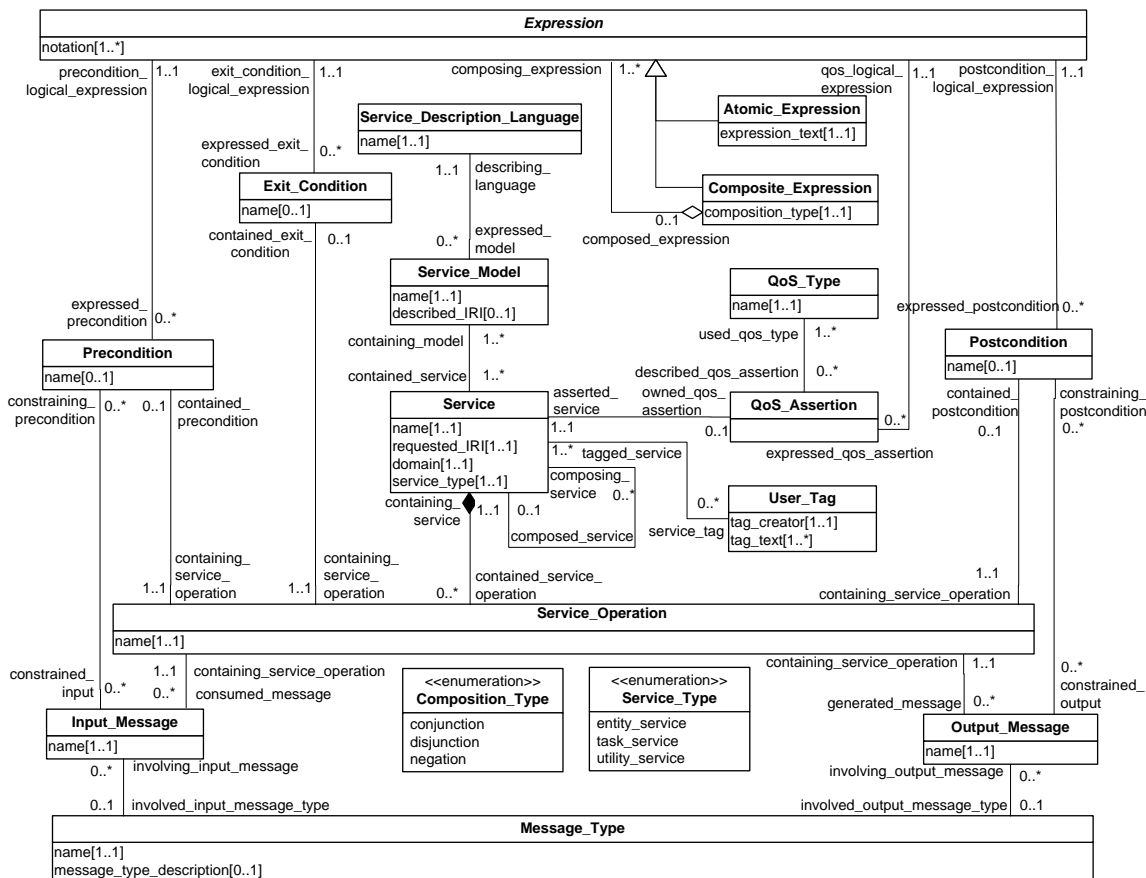 Expression
notation[1..*]
precondition_
logical_expression
1..1
exit_condition_
logical_expression
1..1
composing_expression
1..*
qos_logical_
expression
1..1
postcondition_
logical_expression
1..1
Atomic_Expression
expression_text[1..1]
Service_Description_Language
name[1..1]
expressed_exit_
condition
0..*
1..1
describing_
language
Exit_Condition
name[0..1]
Composite_Expression
composition_type[1..1]
0..1
composed_expression
contained_exit_
condition
0..1
0..*
expressed_
model
Service_Model
name[1..1]
described_IRI[0..1]
QoS_Type
name[1..1]
expressed_
precondition
0..*
expressed_postcondition
0..*
containing_model
1..*
used_qos_type
1..*
Precondition
name[0..1]
Postcondition
name[0..1]
contained_service
1..*
described_qos_assertion
0..*
constraining_
precondition
0..*
0..1
contained_
precondition
Service
name[1..1]
requested_IRI[1..1]
domain[1..1]
service_type[1..1]
asserted_
service
1..1
owned_qos_
assertion
0..1
QoS_Assertion
0..*
expressed_qos_assertion
contained_
postcondition
0..1
constraining_
postcondition
0..*
1..*
tagged_service
composing_
service
0..*
containing_
service
1..1
0..1
composed_service
0..*
service_tag
User_Tag
tag_creator[1..1]
tag_text[1..*]
containing_
service_
operation
1..1
containing_
service_
operation
1..1
contained_service_
operation
0..*
1..1
containing_service_operation
Service_Operation
name[1..1]
constrained_
input
0..*
1..1
containing_service_operation
0..*
consumed_message
<<enumeration>>
Composition_Type
conjunction
disjunction
negation
<<enumeration>>
Service_Type
entity_service
task_service
utility_service
containing_service_operation
1..1
generated_message
0..*
0..*
constrained_
output
Input_Message
name[1..1]
Output_Message
name[1..1]
0..*
involving_input_message
involving_output_message
0..*
0..1
involved_input_message_type
involved_output_message_type
0..1
Message_Type
name[1..1]
message_type_description[0..1]